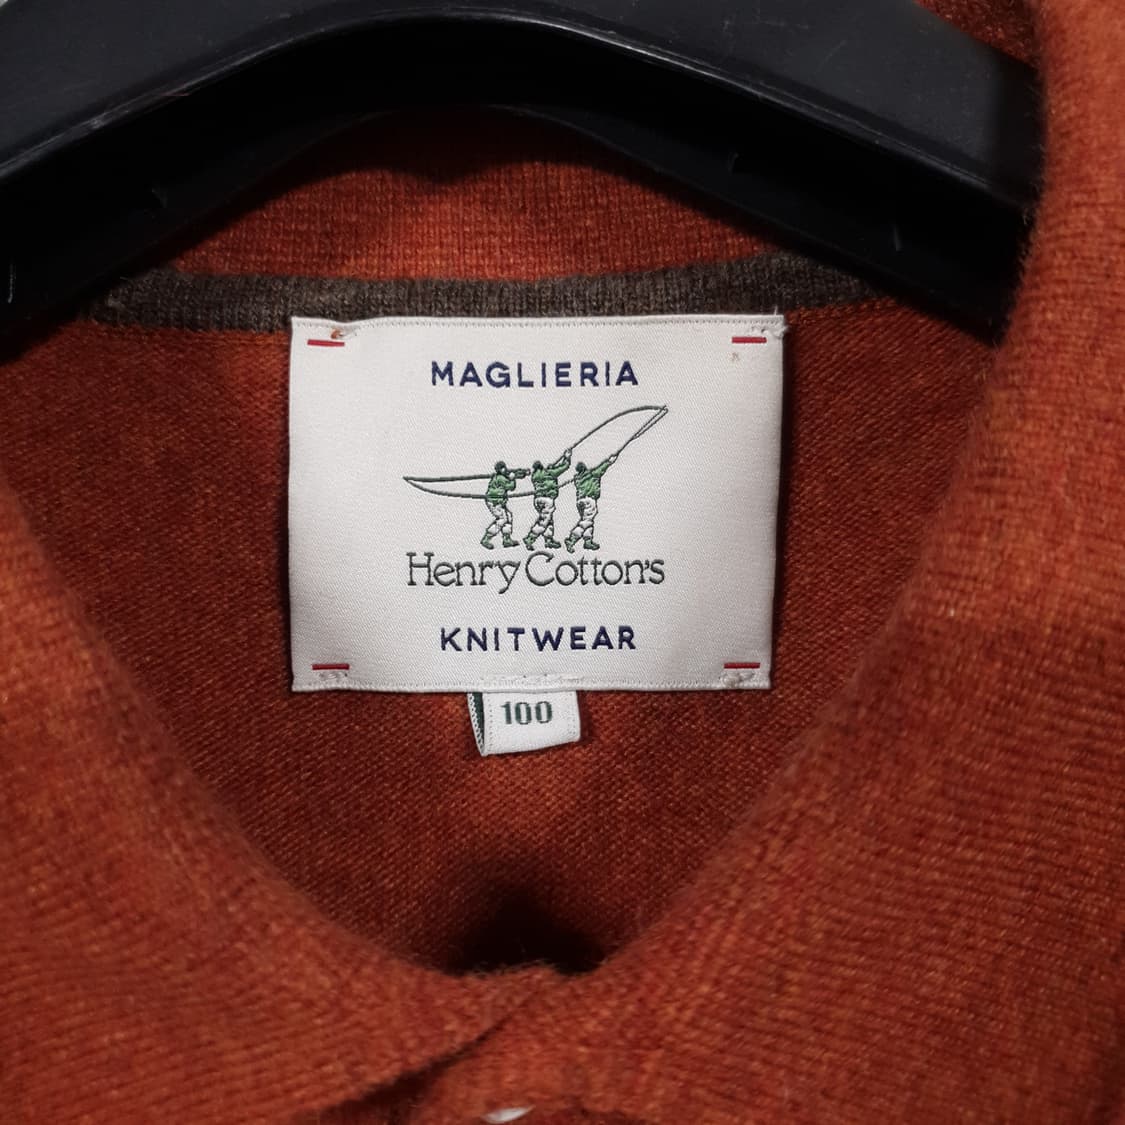 MAGLIERIA
Henry Cotton's
KNITWEAR
100